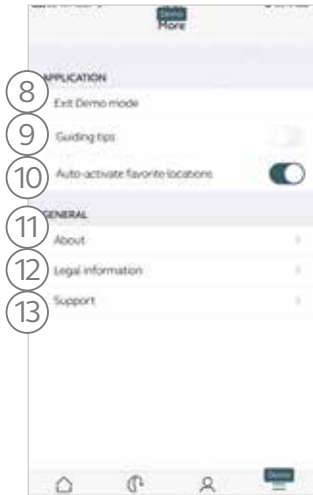 Demo
More
APPLICATION
8
Exit Demo mode
9
Guiding tips
10
Auto-activate favorite locations
GENERAL
11
About
12
Legal information
13
Support
Demo